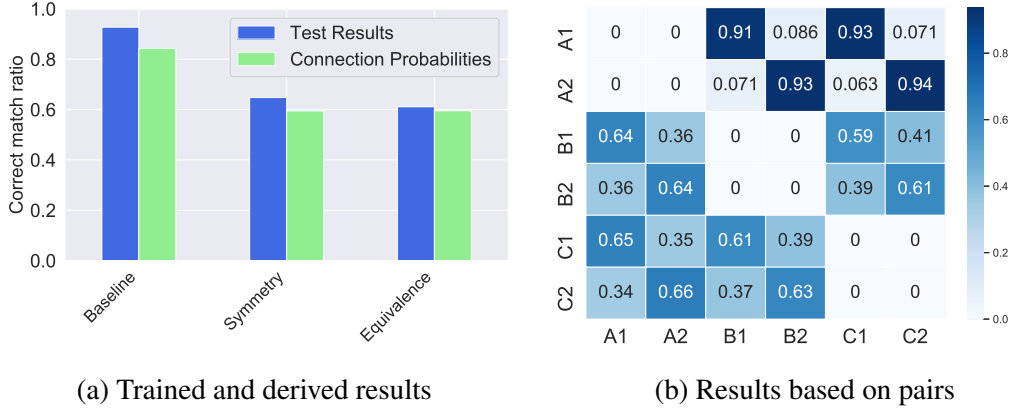 1.0
0.8
0.6
0.4
0.2
0.0
Correct match ratio
Test Results
Connection Probabilities
Baseline
Symmetry
Equivalence
(a) Trained and derived results
A1 0 0 0.91 0.086 0.93 0.071
A2 0 0 0.071 0.93 0.063 0.94
B1 0.64 0.36 0 0 0.59 0.41
B2 0.36 0.64 0 0 0.39 0.61
C1 0.65 0.35 0.61 0.39 0 0
C2 0.34 0.66 0.37 0.63 0 0
A1 A2 B1 B2 C1 C2
0.8
0.6
0.4
0.2
0.0
(b) Results based on pairs